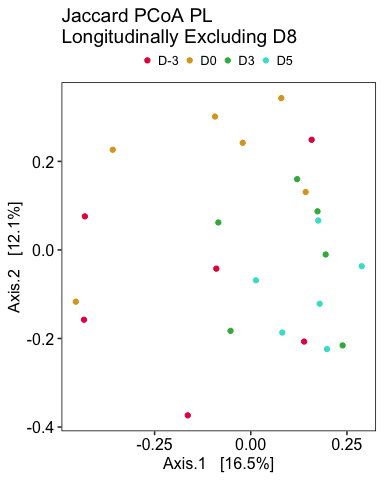 Jaccard PCoA PL
Longitudinally Excluding D8
D-3 D0 D3 D5
0.2
0.0
-0.2
-0.4
Axis.2 [12.1%]
-0.25 0.00 0.25
Axis.1 [16.5%]